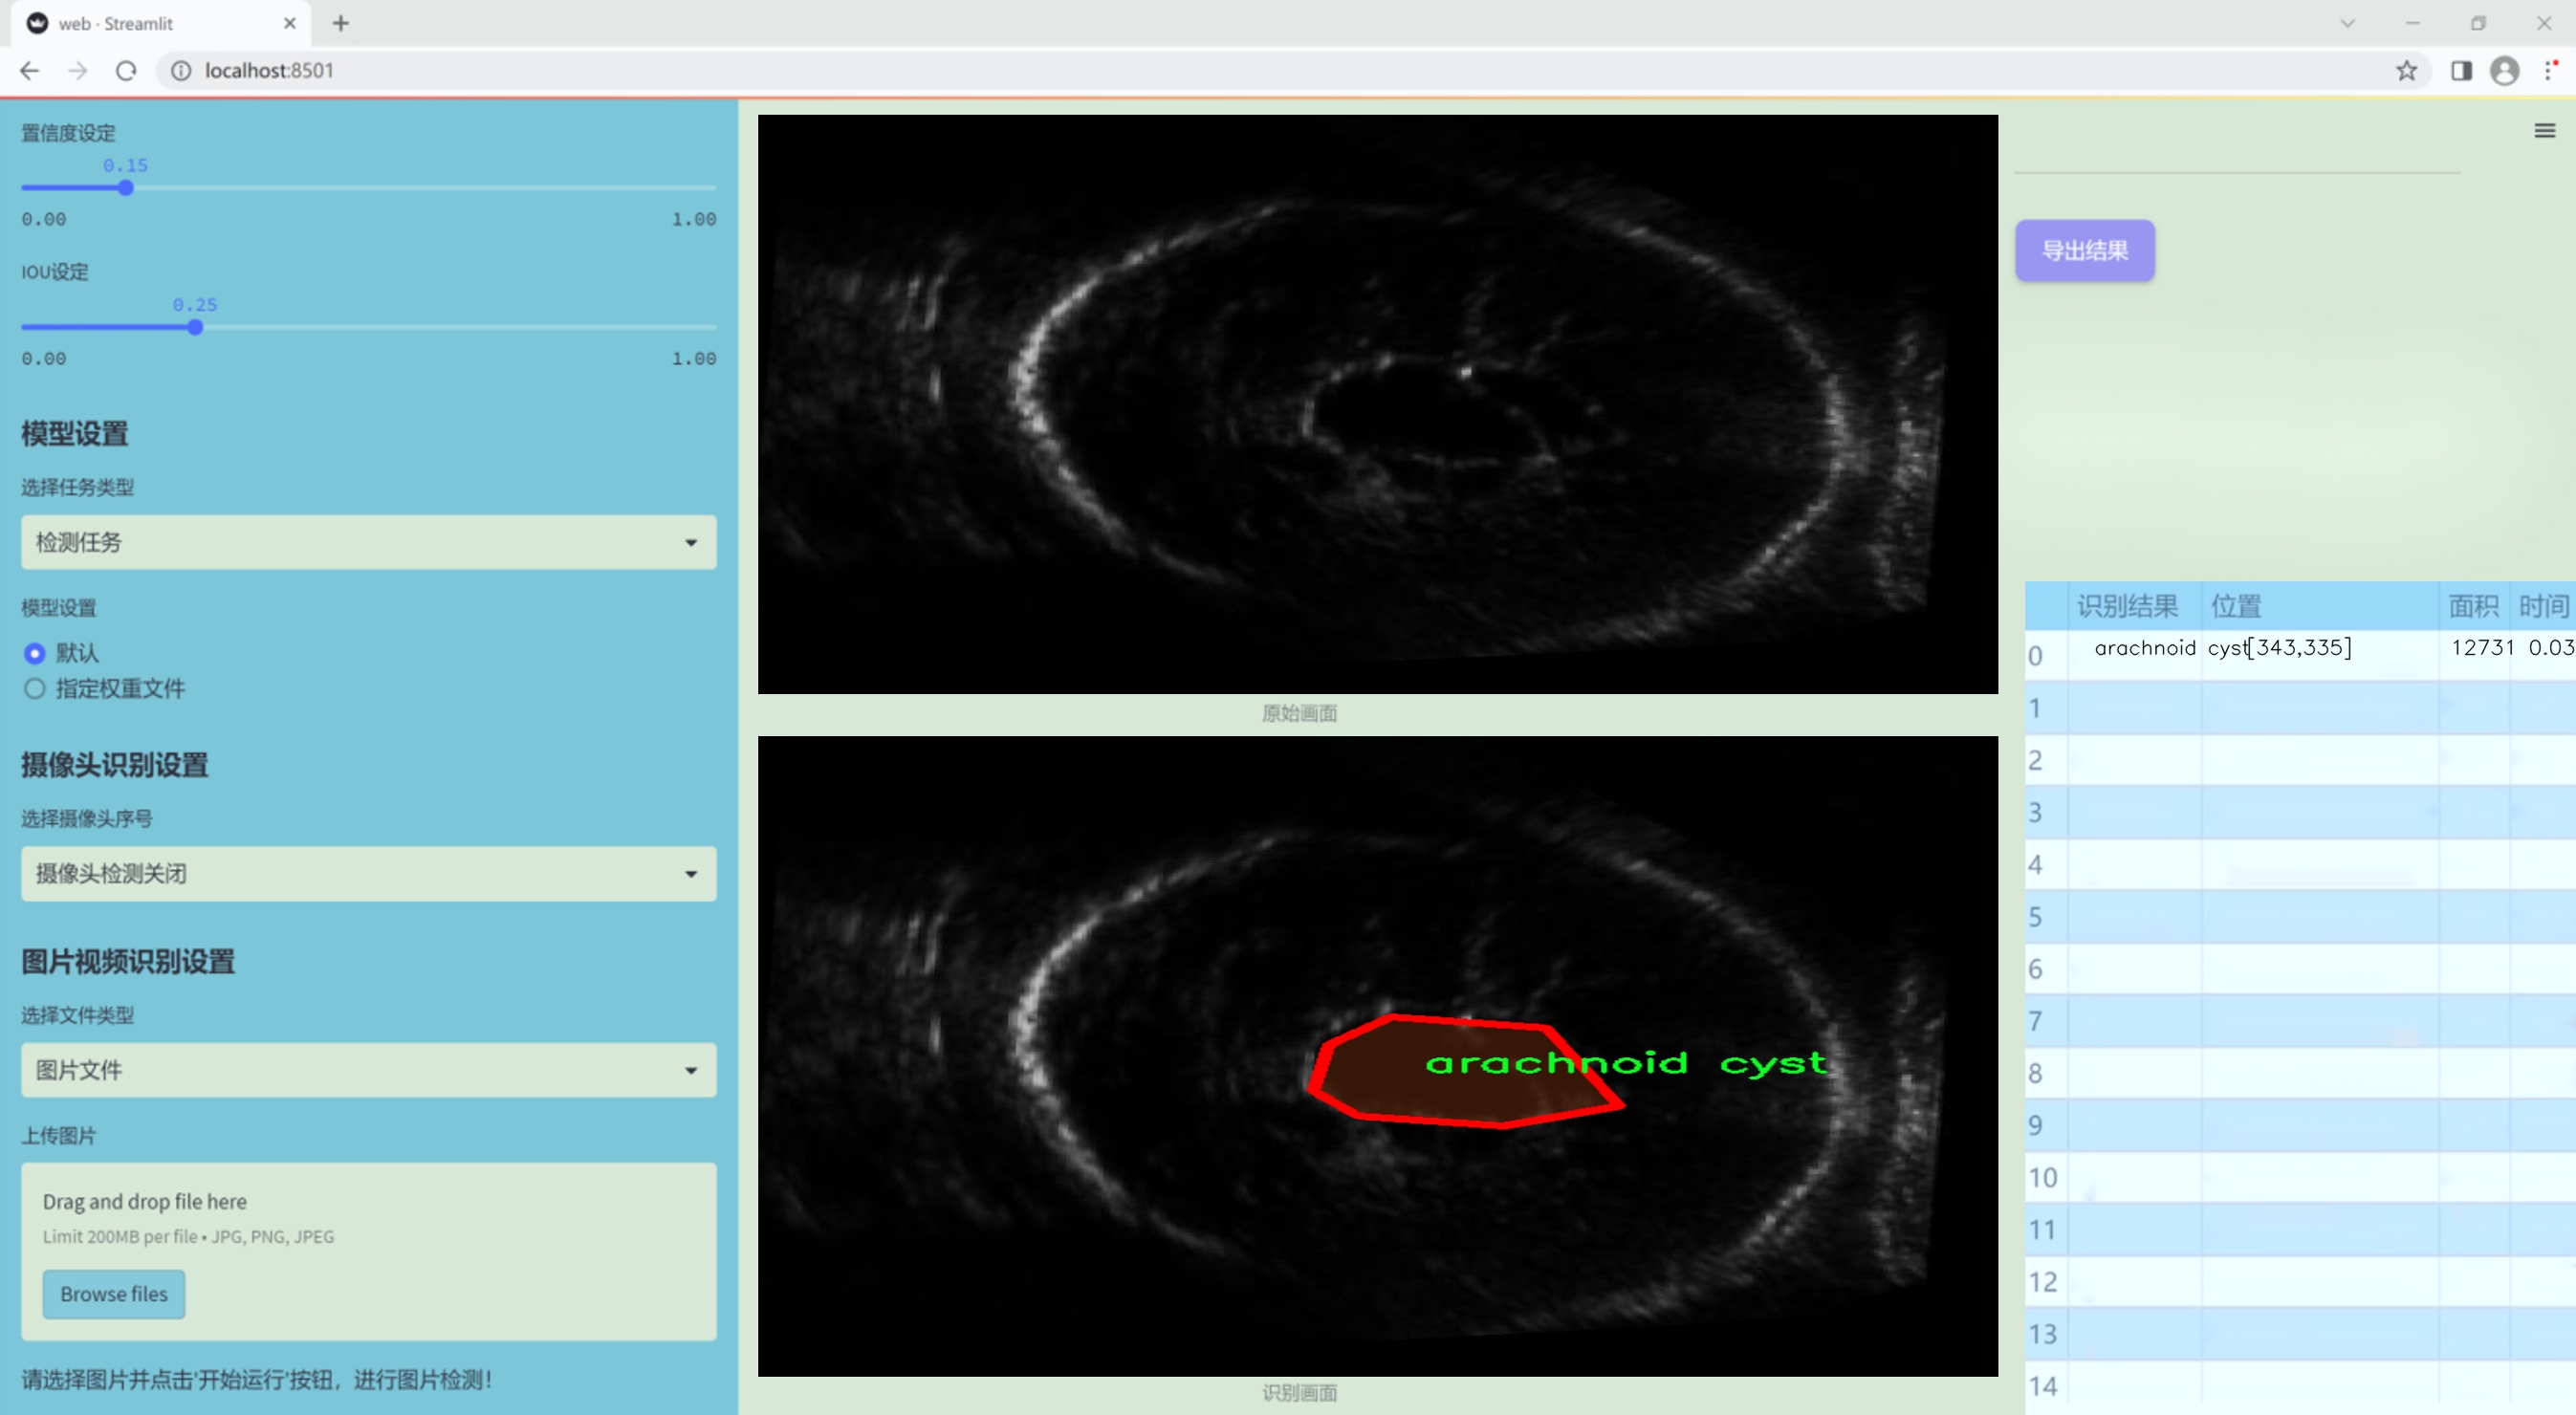 web · Streamlit
localhost:8501
置信度设定
0.15
0.00 1.00
IOU设定
0.25
0.00 1.00
模型设置
选择任务类型
检测任务
模型设置
默认
指定权重文件
摄像头识别设置
选择摄像头序号
摄像头检测关闭
图片视频识别设置
选择文件类型
图片文件
上传图片
Drag and drop file here
Limit 200MB per file • JPG, PNG, JPEG
Browse files
请选择图片并点击'开始运行'按钮，进行图片检测！
原始画面
arachnoid cyst
识别画面
导出结果
识别结果 位置 面积 时间
0 arachnoid cyst[343,335] 12731 0.03
1
2
3
4
5
6
7
8
9
10
11
12
13
14